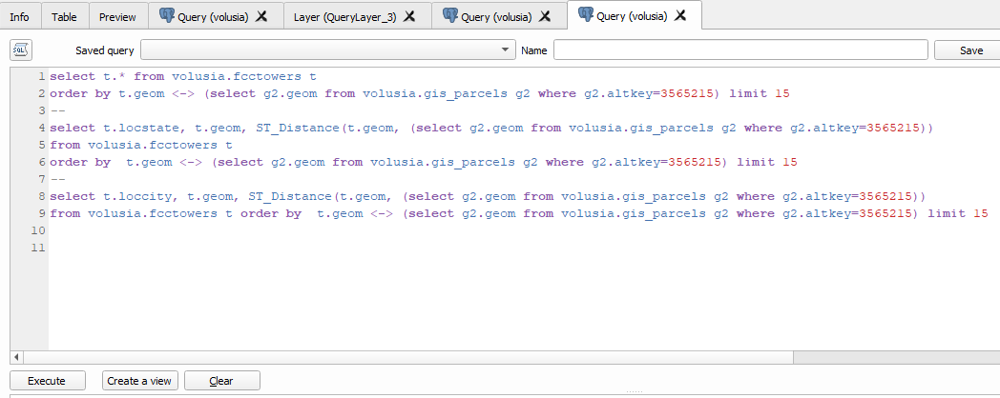 Info Table Preview Query (volusia) Layer (QueryLayer_3) Query (volusia) Query (volusia)
SQL Saved query Name Save
1 select t.* from volusia.fcctowers t
2 order by t.geom <-> (select g2.geom from volusia.gis_parcels g2 where g2.altkey=3565215) limit 15
3 --
4 select t.locstate, t.geom, ST_Distance(t.geom, (select g2.geom from volusia.gis_parcels g2 where g2.altkey=3565215))
5 from volusia.fcctowers t
6 order by  t.geom <-> (select g2.geom from volusia.gis_parcels g2 where g2.altkey=3565215) limit 15
7 --
8 select t.loccity, t.geom, ST_Distance(t.geom, (select g2.geom from volusia.gis_parcels g2 where g2.altkey=3565215))
9 from volusia.fcctowers t order by  t.geom <-> (select g2.geom from volusia.gis_parcels g2 where g2.altkey=3565215) limit 15
10
11
Execute Create a view Clear